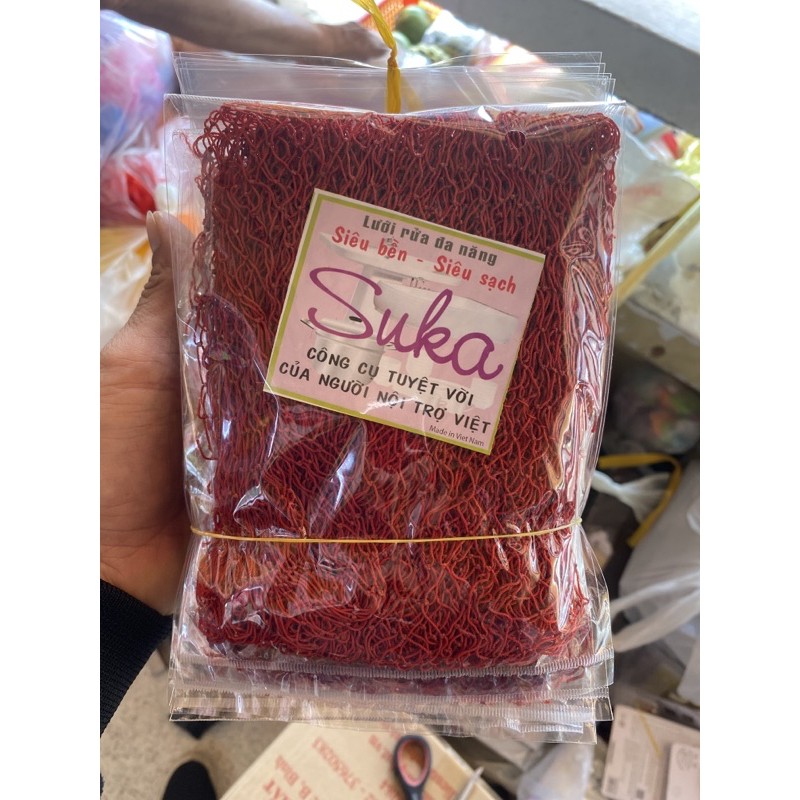 Lưới rửa đa năng
Siêu bền - Siêu sạch
Suka
CÔNG CỤ TUYỆT VỜI
CỦA NGƯỜI NỘI TRỢ VIỆT
Made in Viet Nam